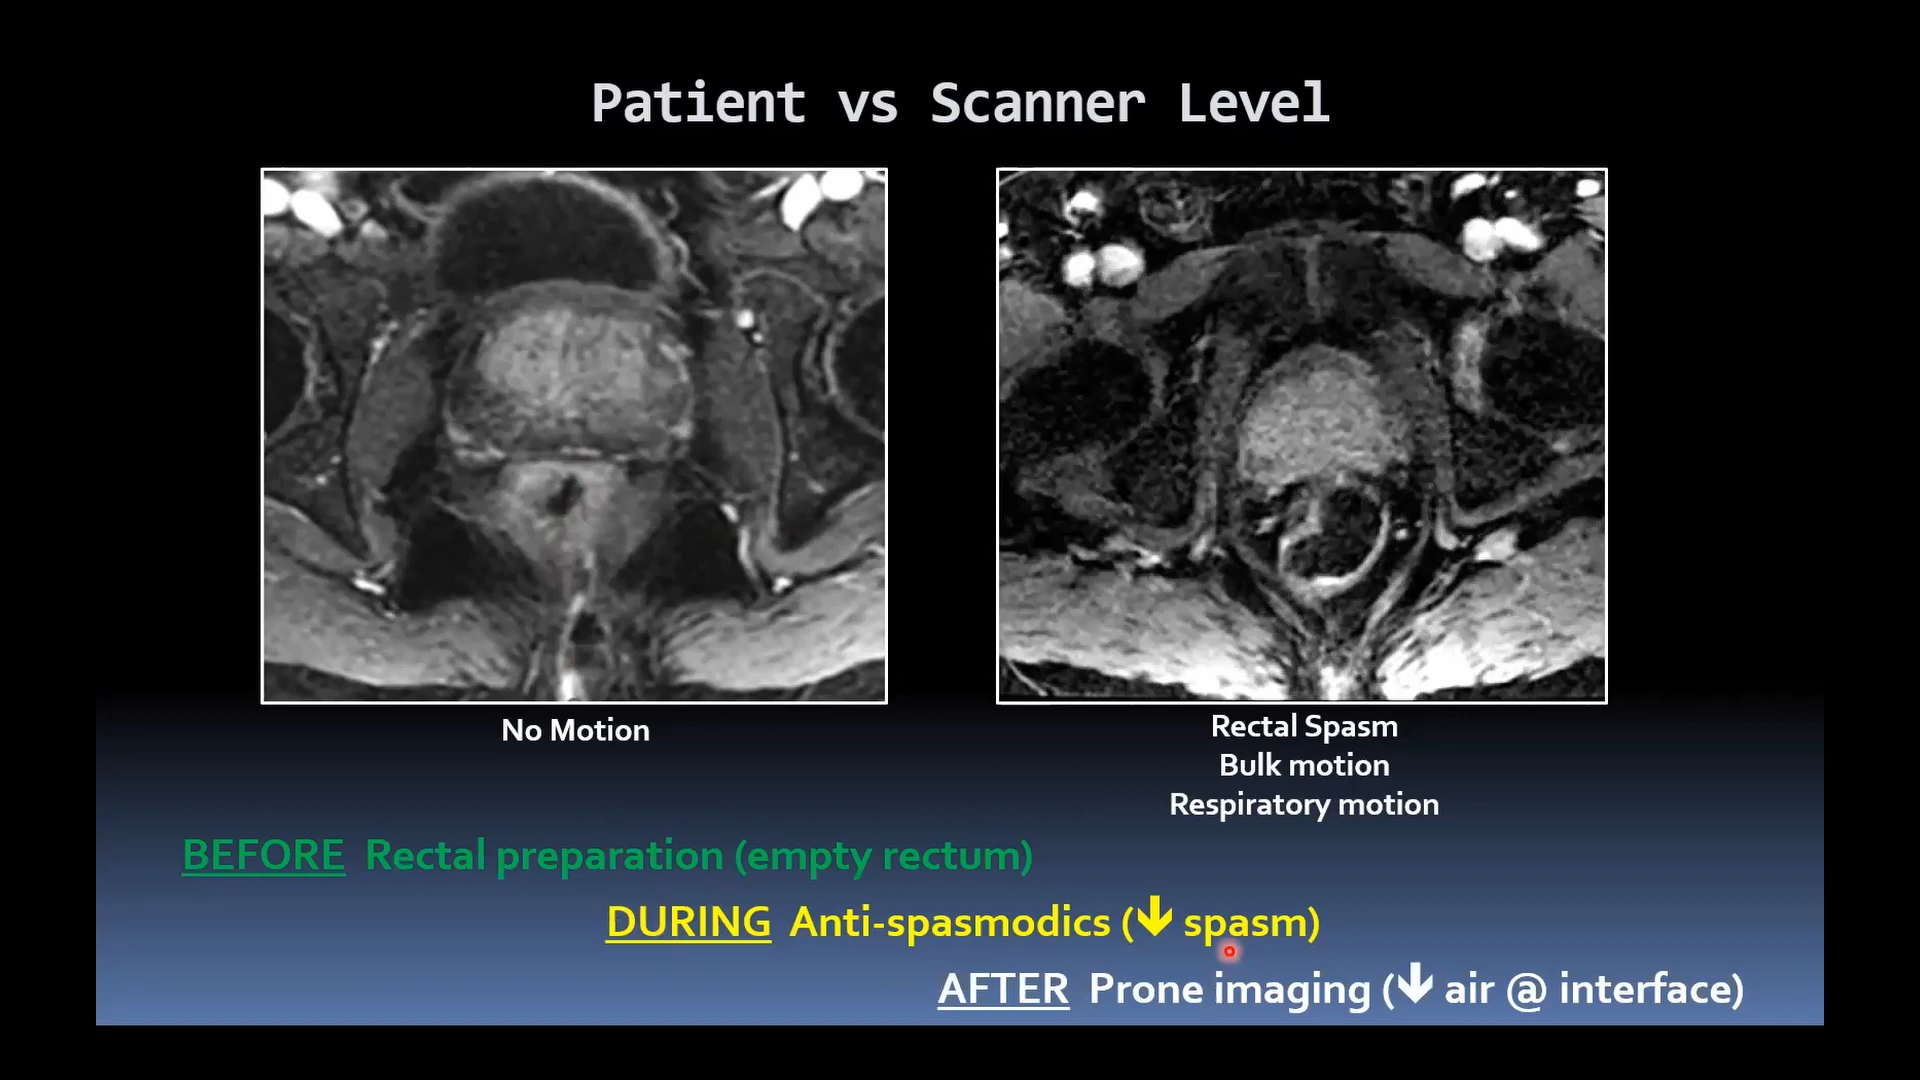 Patient vs Scanner Level
No Motion
Rectal Spasm
Bulk motion
Respiratory motion
BEFORE Rectal preparation (empty rectum)
DURING Anti-spasmodics (↓ spasm)
AFTER Prone imaging (↓ air @ interface)